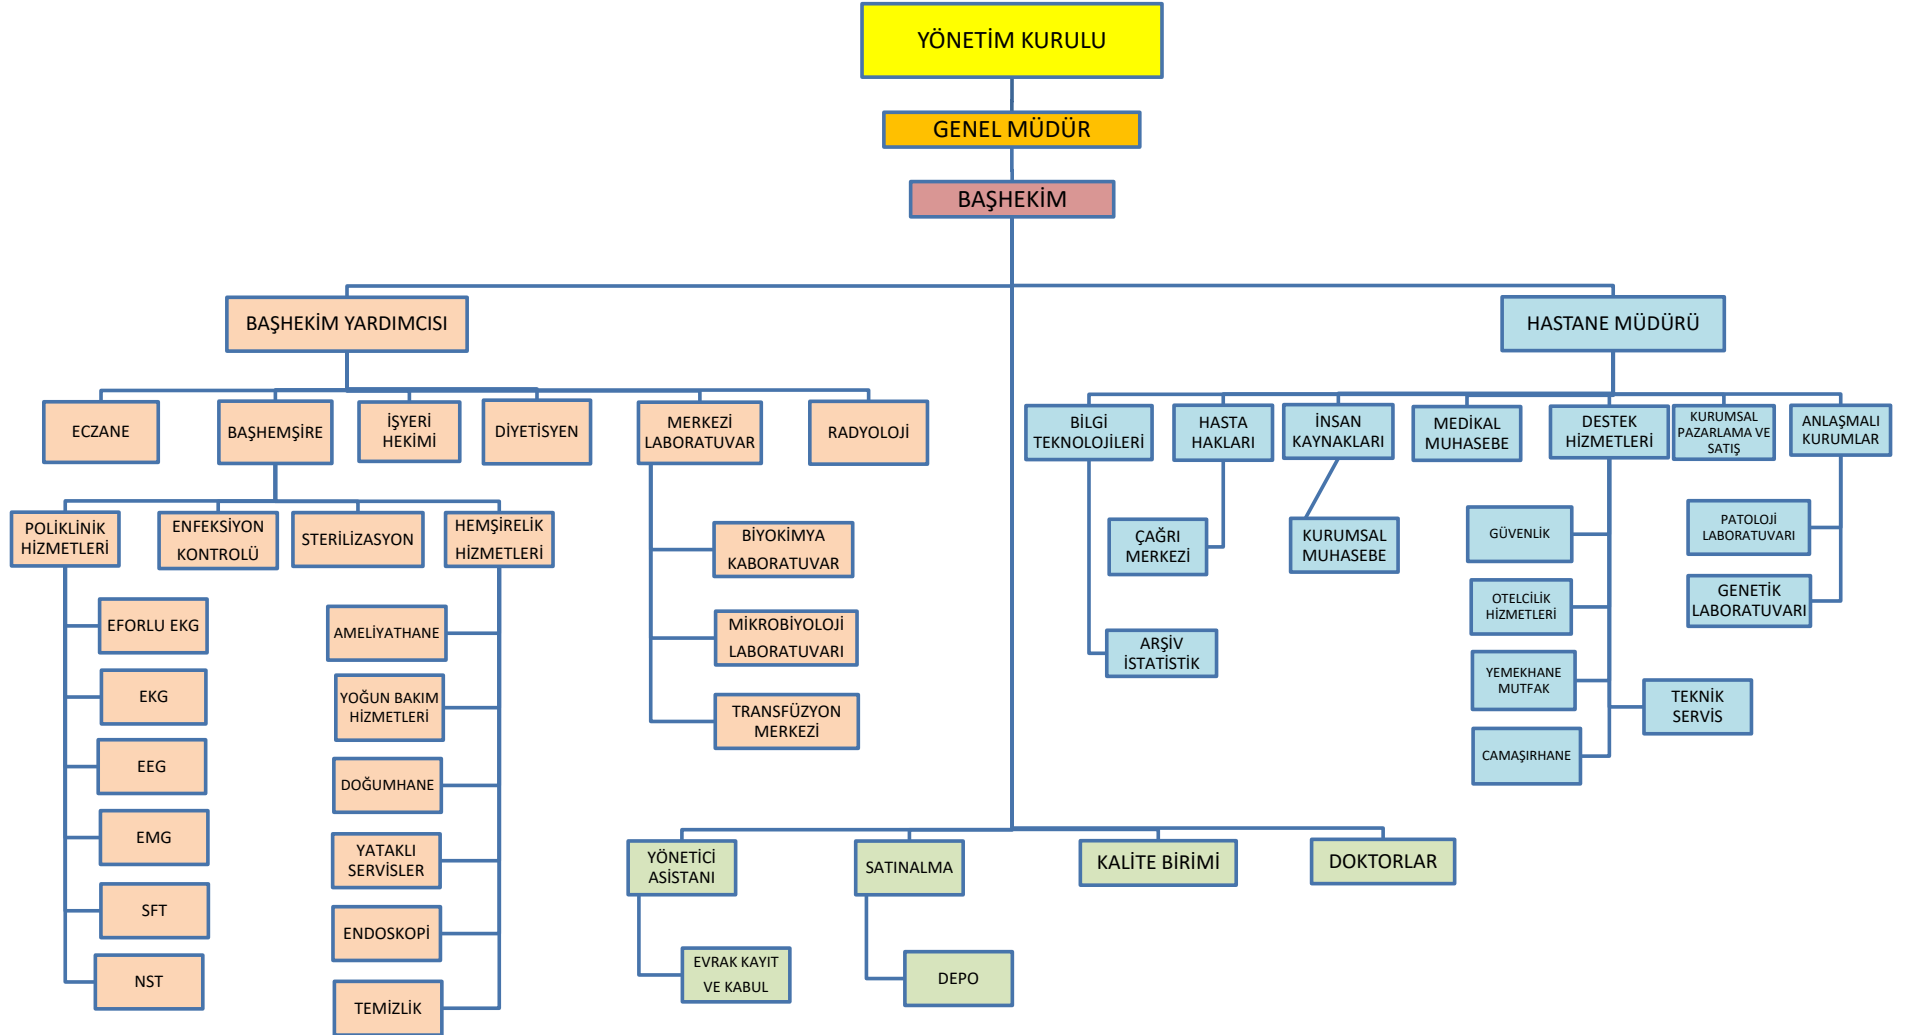 YÖNETİM KURULU
GENEL MÜDÜR
BAŞHEKİM
BAŞHEKİM YARDIMCISI
HASTANE MÜDÜRÜ
ECZANE
BAŞHEMŞİRE
İŞYERİ
HEKİMİ
DİYETİSYEN
MERKEZİ
LABORATUVAR
RADYOLOJİ
BİLGİ
TEKNOLOJİLERİ
HASTA
HAKLARI
İNSAN
KAYNAKLARI
MEDİKAL
MUHASEBE
DESTEK
HİZMETLERİ
KURUMSAL
PAZARLAMA VE
SATIŞ
ANLAŞMALI
KURUMLAR
POLİKLİNİK
HİZMETLERİ
ENFEKSİYON
KONTROLÜ
STERİLİZASYON
HEMŞİRELİK
HİZMETLERİ
BİYOKİMYA
KABORATUVAR
MİKROBİYOLOJİ
LABORATUVARI
TRANSFÜZYON
MERKEZİ
ÇAĞRI
MERKEZİ
KURUMSAL
MUHASEBE
ARŞİV
İSTATİSTİK
GÜVENLİK
OTELCİLİK
HİZMETLERİ
YEMEKHANE
MUTFAK
CAMAŞIRHANE
TEKNİK
SERVİS
PATOLOJİ
LABORATUVARI
GENETİK
LABORATUVARI
EFORLU EKG
EKG
EEG
EMG
SFT
NST
AMELİYATHANE
YOĞUN BAKIM
HİZMETLERİ
DOĞUMHANE
YATAKLI
SERVİSLER
ENDOSKOPİ
TEMİZLİK
YÖNETİCİ
ASİSTANI
SATINALMA
KALİTE BİRİMİ
DOKTORLAR
EVRAK KAYIT
VE KABUL
DEPO